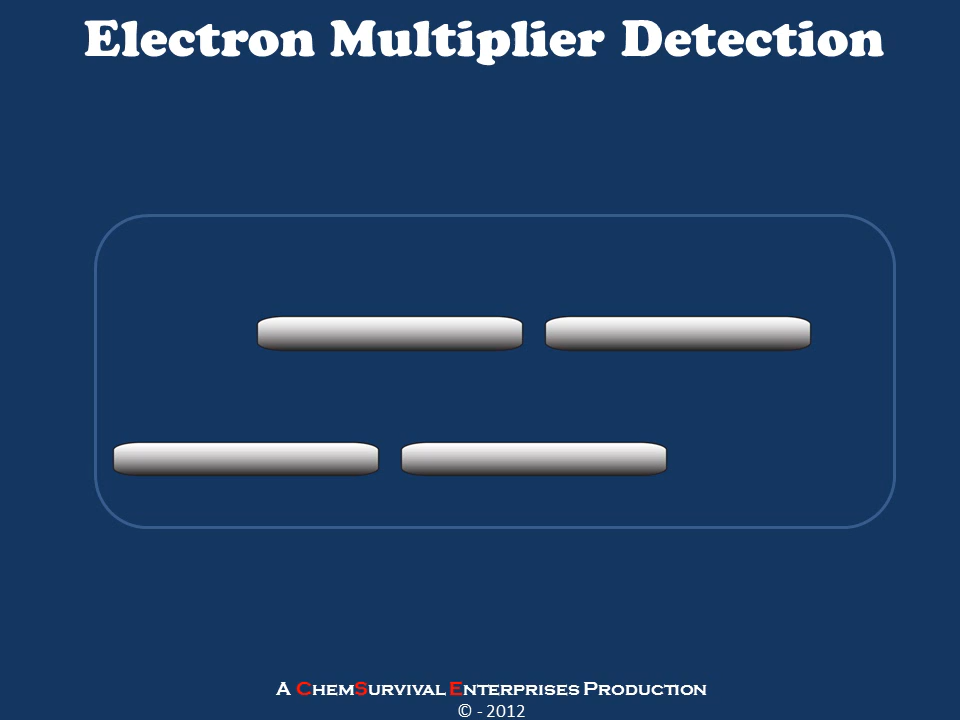 Electron Multiplier Detection
A ChemSurvival Enterprises Production
© - 2012